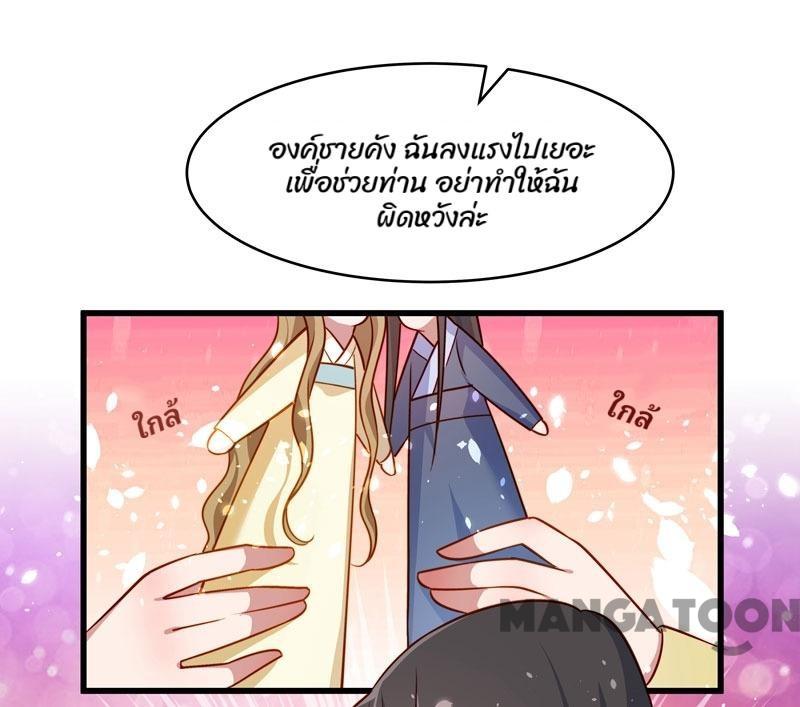 องค์ชายคัง ฉันลงแรงไปเยอะ
เพื่อช่วยท่าน อย่าทำให้ฉัน
ผิดหวังล่ะ
ใกล้
ใกล้
MANGATOON